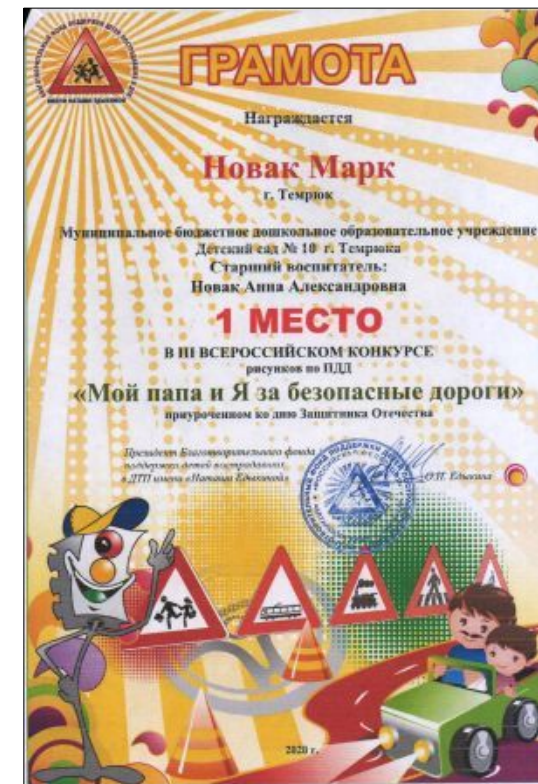 ГРАМОТА
Награждается
Новак Марк
г. Темрюк
Муниципальное бюджетное дошкольное образовательное учреждение
Детский сад № 10 г. Темрюка
Старший воспитатель:
Новак Анна Александровна
1 МЕСТО
В III ВСЕРОССИЙСКОМ КОНКУРСЕ
рисунков по ПДД
«Мой папа и Я за безопасные дороги»
приуроченном ко дню Защитника Отечества
Президент Благотворительного фонда
поддержки детей пострадавших
в ДТП имени «Наташи Едыкиной»
О.Н. Едыкина
2020 г.